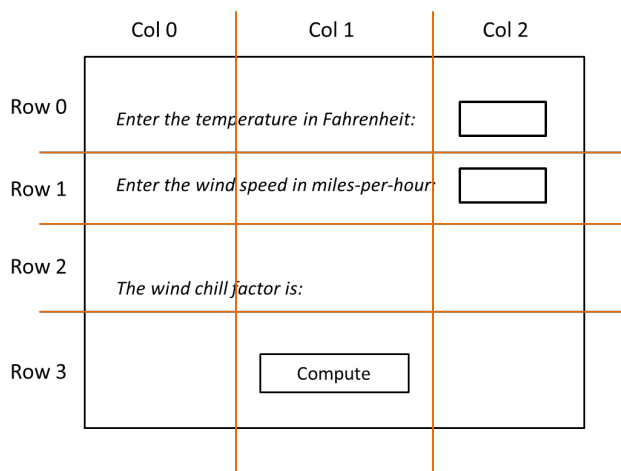 Col 0 Col 1 Col 2
Row 0
Enter the temperature in Fahrenheit:
Row 1 Enter the wind speed in miles-per-hour:
Row 2
The wind chill factor is:
Row 3 Compute